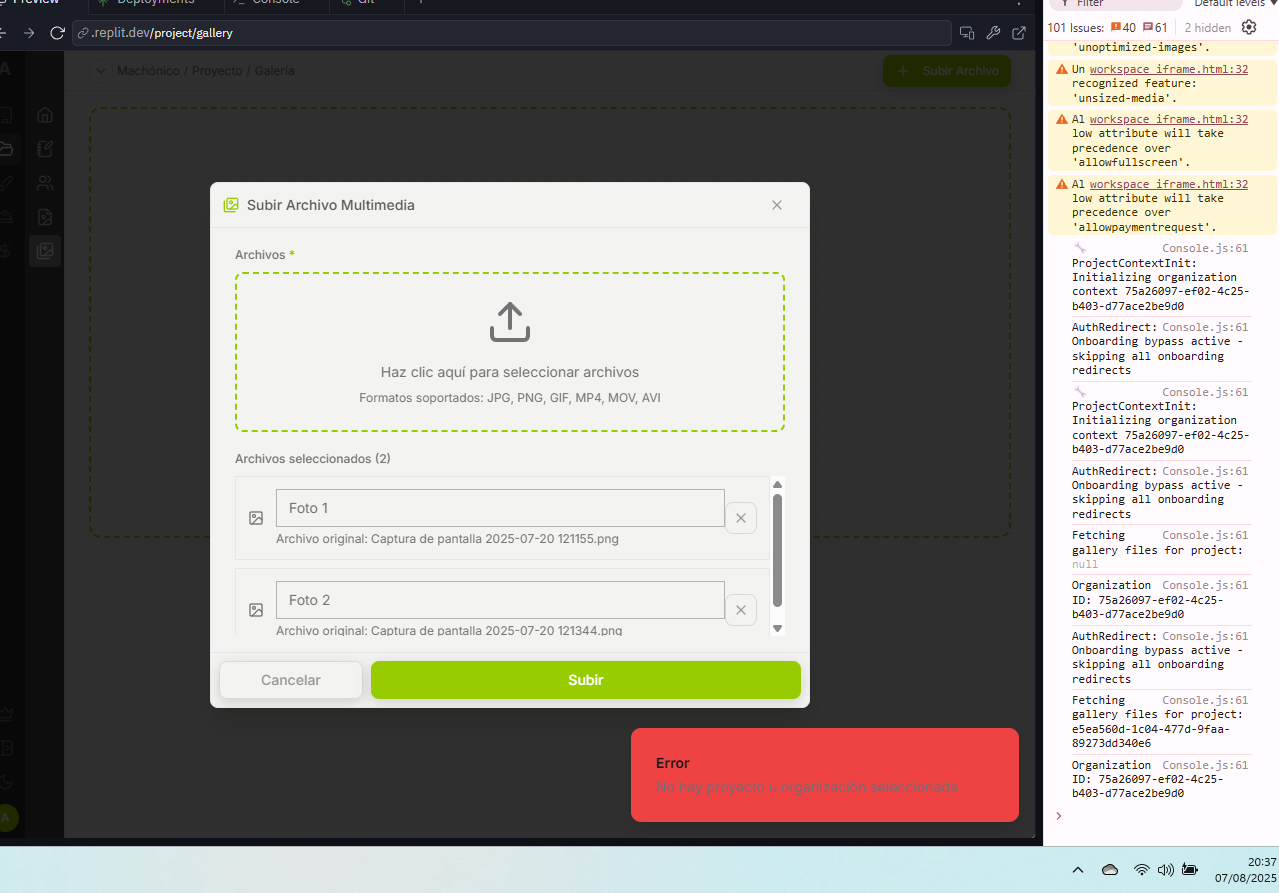 Preview
Deployments
Console
Git
.replit.dev/project/gallery
Machónico / Proyecto / Galería
+ Subir Archivo
Subir Archivo Multimedia
Archivos *
Haz clic aquí para seleccionar archivos
Formatos soportados: JPG, PNG, GIF, MP4, MOV, AVI
Archivos seleccionados (2)
Foto 1
Archivo original: Captura de pantalla 2025-07-20 121155.png
Foto 2
Archivo original: Captura de pantalla 2025-07-20 121344.png
Cancelar
Subir
Error
No hay proyecto u organización seleccionada
A
A
Filter
Default levels
101 Issues: 40 61 2 hidden
'unoptimized-images'.
Un workspace_iframe.html:32
recognized feature:
'unsized-media'.
Al workspace_iframe.html:32
low attribute will take
precedence over
'allowfullscreen'.
Al workspace_iframe.html:32
low attribute will take
precedence over
'allowpaymentrequest'.
Console.js:61
ProjectContextInit:
Initializing organization
context 75a26097-ef02-4c25-
b403-d77ace2be9d0
AuthRedirect: Console.js:61
Onboarding bypass active -
skipping all onboarding
redirects
Console.js:61
ProjectContextInit:
Initializing organization
context 75a26097-ef02-4c25-
b403-d77ace2be9d0
AuthRedirect: Console.js:61
Onboarding bypass active -
skipping all onboarding
redirects
Fetching Console.js:61
gallery files for project:
null
Organization Console.js:61
ID: 75a26097-ef02-4c25-
b403-d77ace2be9d0
AuthRedirect: Console.js:61
Onboarding bypass active -
skipping all onboarding
redirects
Fetching Console.js:61
gallery files for project:
e5ea560d-1c04-477d-9faa-
89273dd340e6
Organization Console.js:61
ID: 75a26097-ef02-4c25-
b403-d77ace2be9d0
20:37
07/08/2025